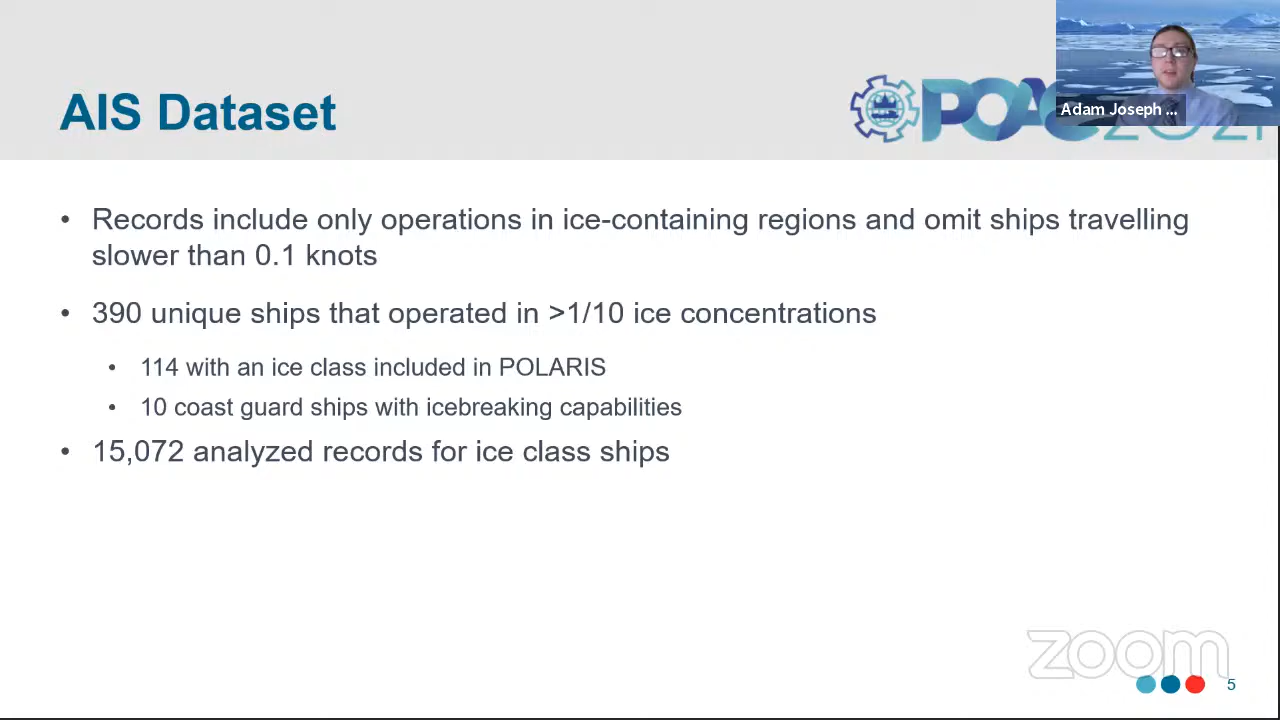 Adam Joseph ...
AIS Dataset
POAC 2021
• Records include only operations in ice-containing regions and omit ships travelling
slower than 0.1 knots
• 390 unique ships that operated in >1/10 ice concentrations
• 114 with an ice class included in POLARIS
• 10 coast guard ships with icebreaking capabilities
• 15,072 analyzed records for ice class ships
zoom
5